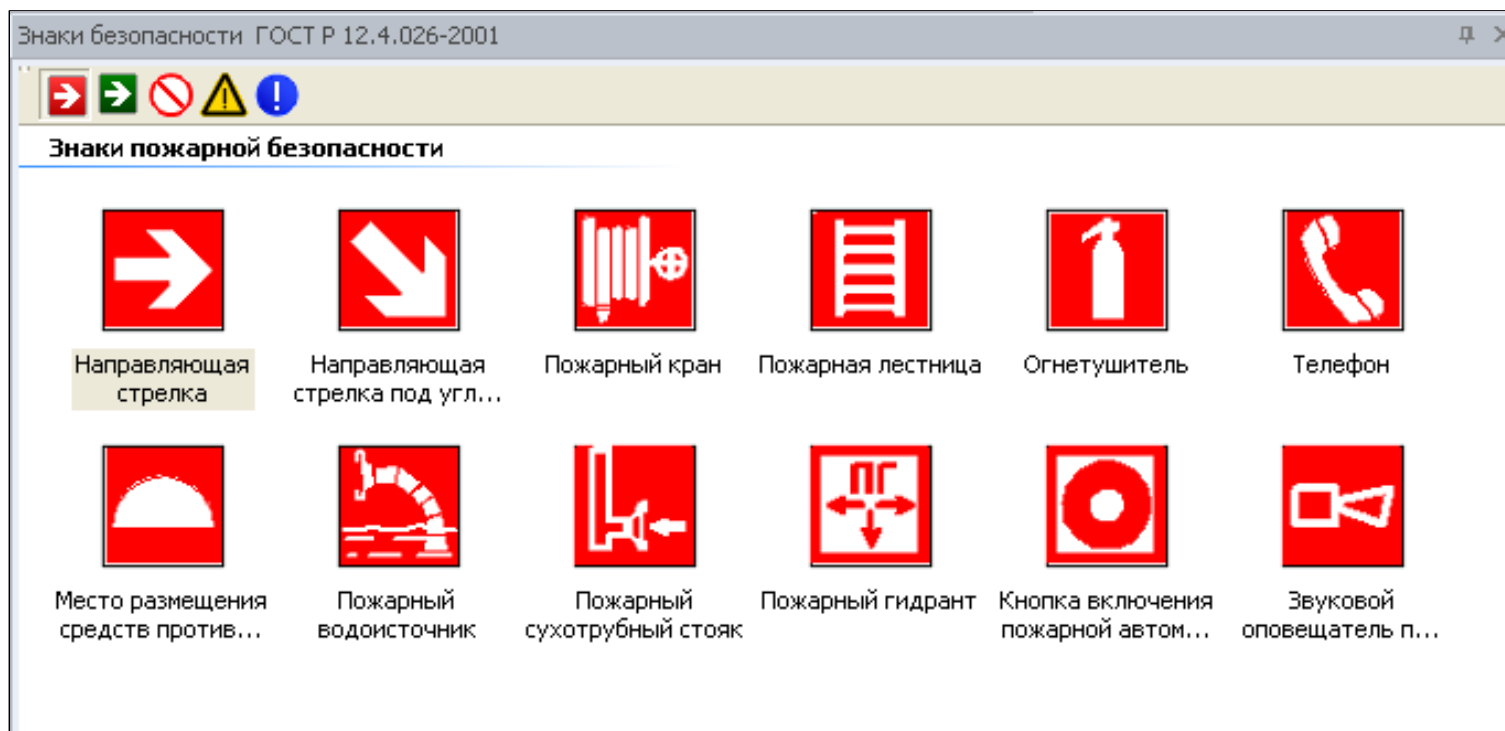 Знаки безопасности ГОСТ Р 12.4.026-2001
Знаки пожарной безопасности
Направляющая
стрелка
Направляющая
стрелка под угл...
Пожарный кран
Пожарная лестница
Огнетушитель
Телефон
ПГ
Место размещения
средств против...
Пожарный
водоисточник
Пожарный
сухотрубный стояк
Пожарный гидрант
Кнопка включения
пожарной автом...
Звуковой
оповещатель п...